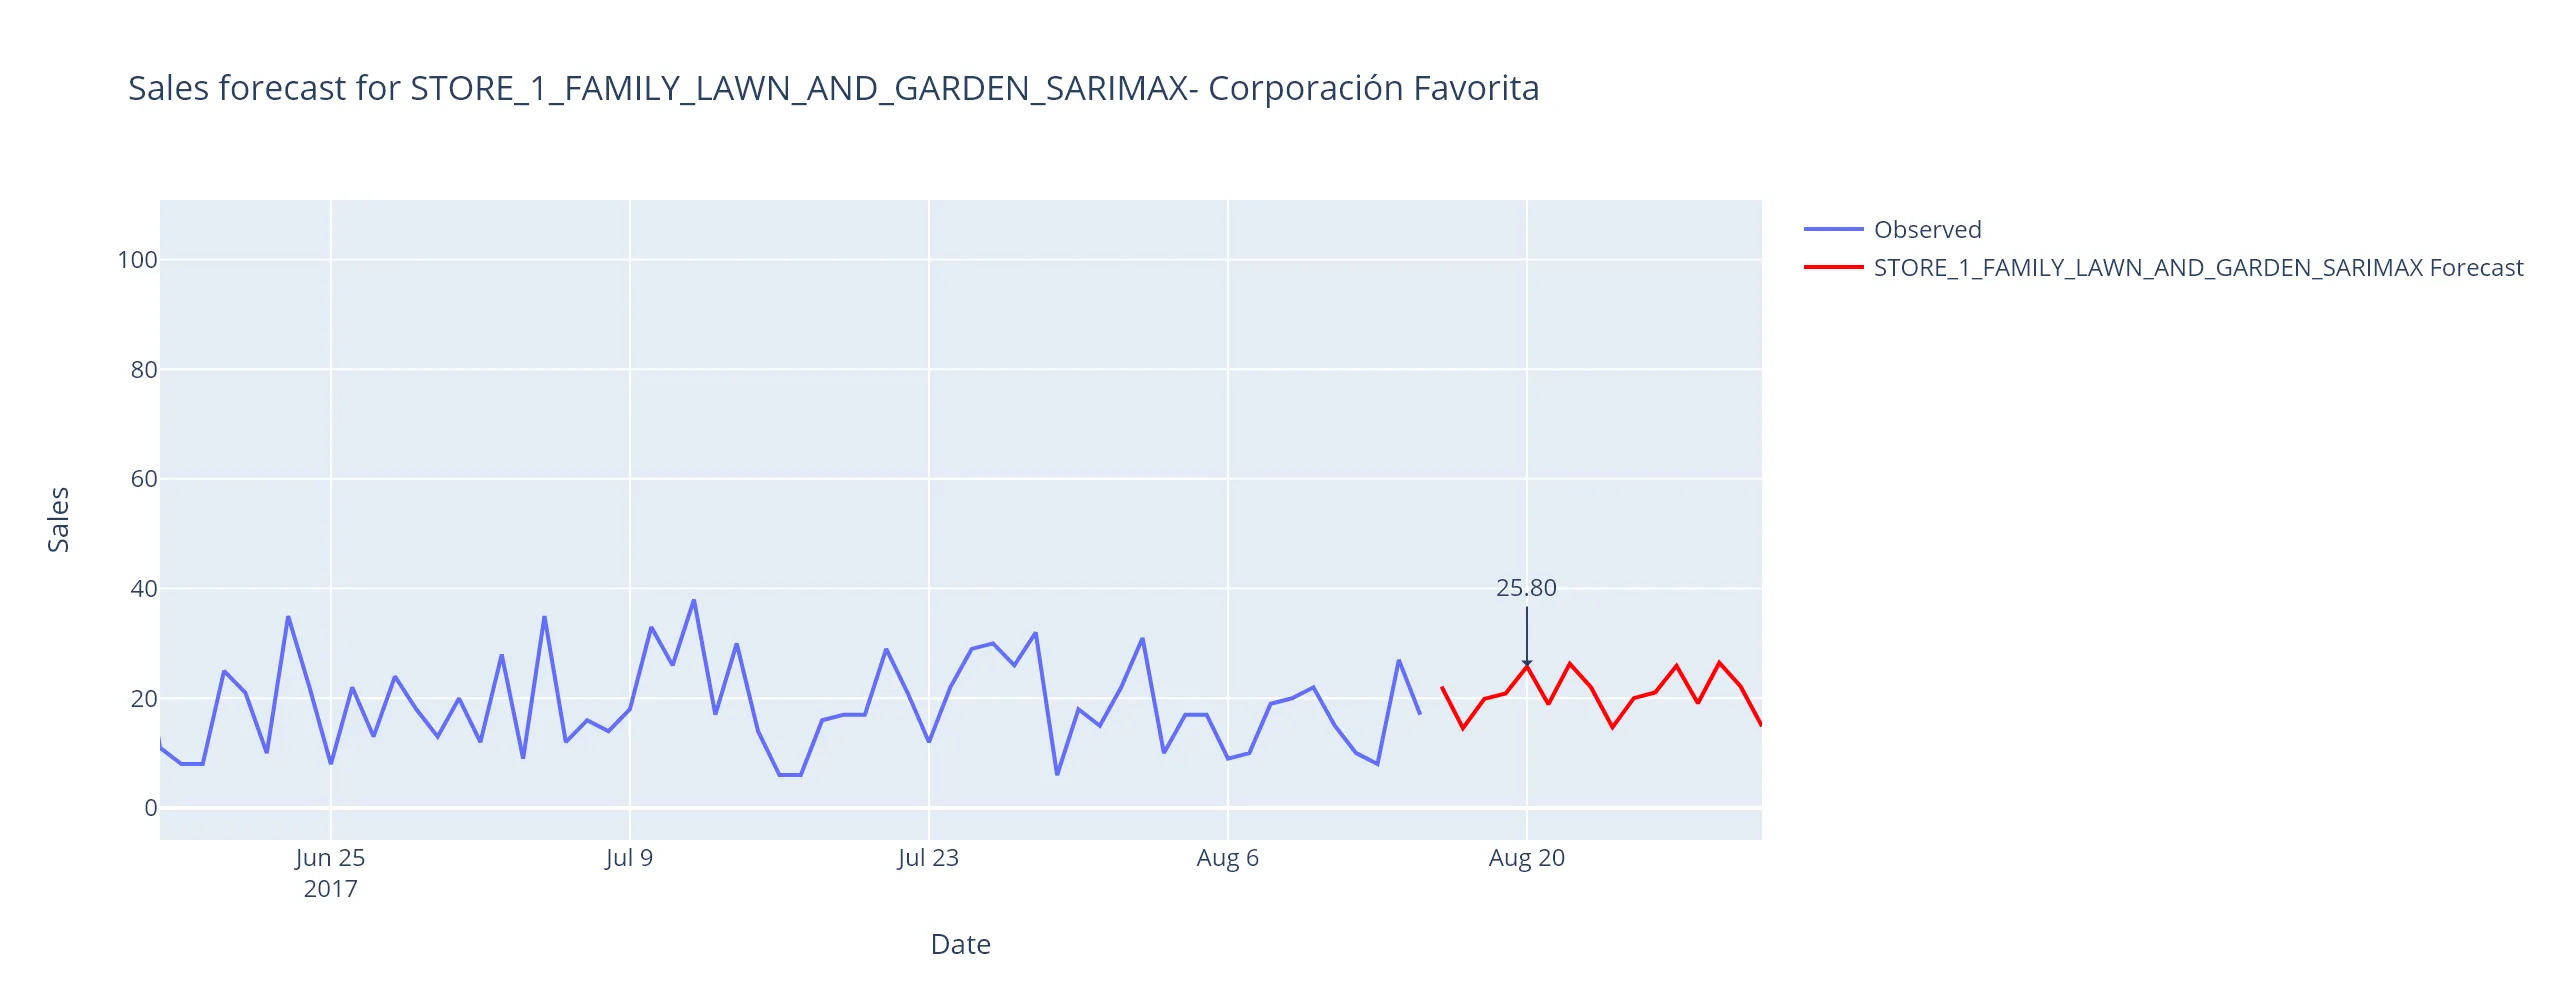 Sales forecast for STORE_1_FAMILY_LAWN_AND_GARDEN_SARIMAX- Corporación Favorita
Observed
STORE_1_FAMILY_LAWN_AND_GARDEN_SARIMAX Forecast
100
80
60
40
20
0
Sales
25.80
Jun 25
2017
Jul 9
Jul 23
Aug 6
Aug 20
Date